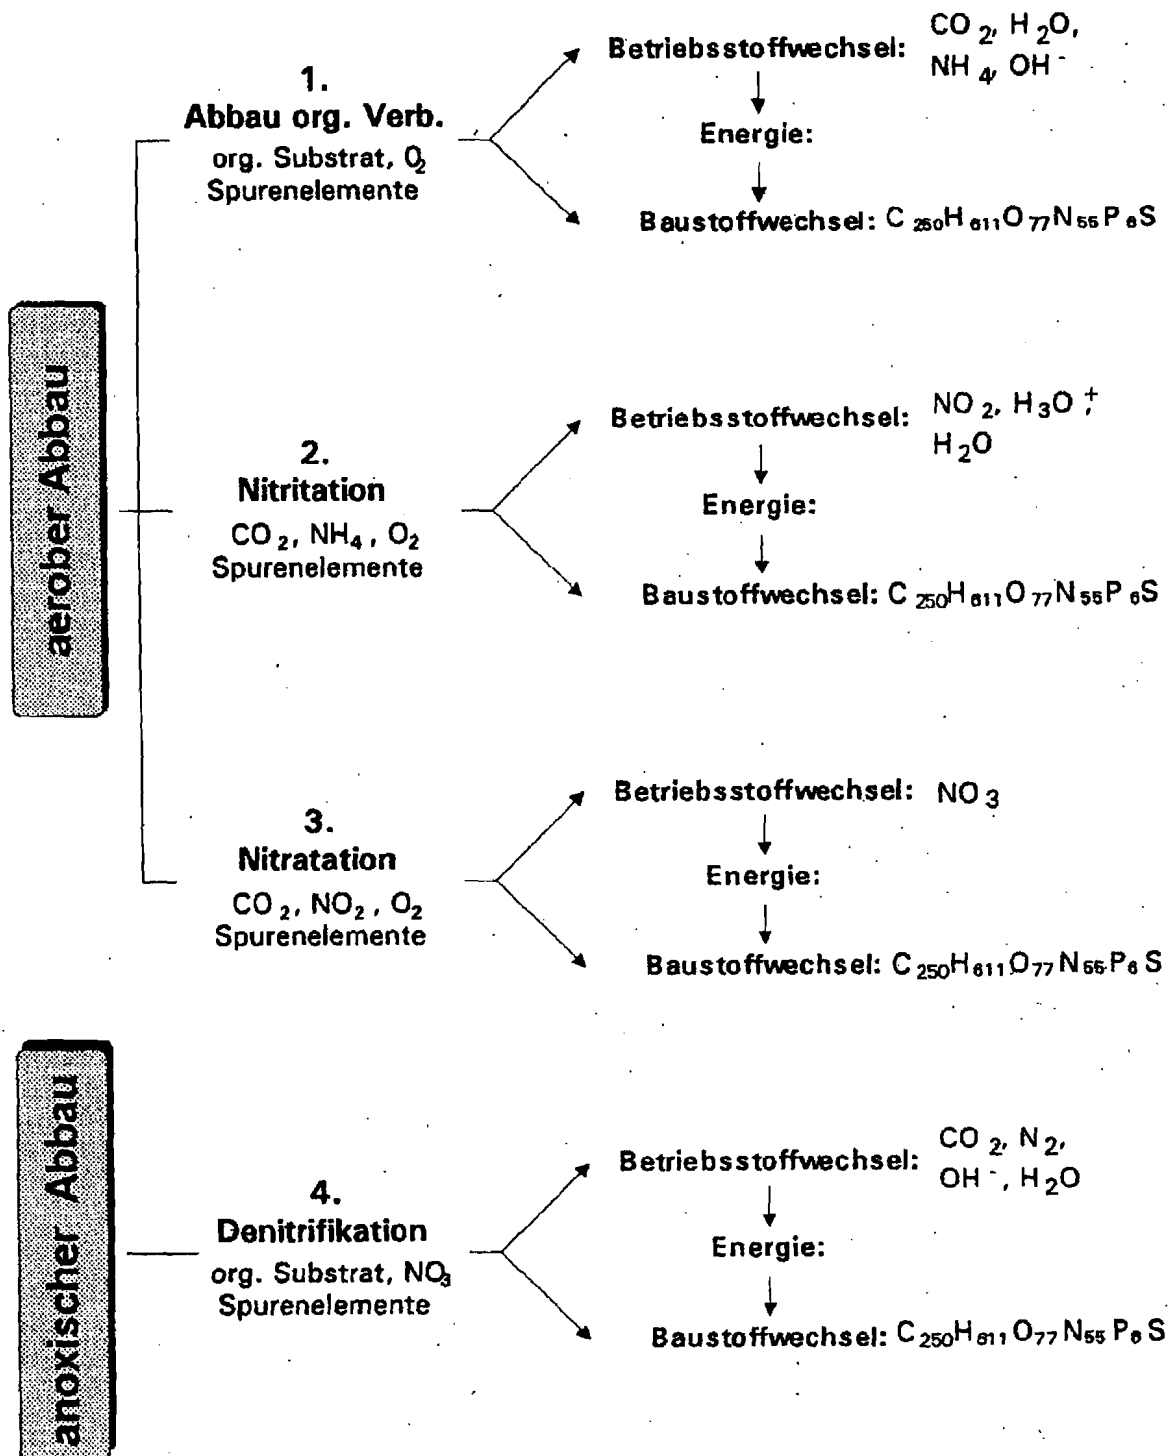 aerober Abbau
1.
Abbau org. Verb.
org. Substrat, O₂
Spurenelemente
Betriebsstoffwechsel: CO₂, H₂O,
NH₄, OH⁻
Energie:
Baustoffwechsel: C₂₅₀H₆₁₁O₇₇N₅₅P₆S
2.
Nitritation
CO₂, NH₄, O₂
Spurenelemente
Betriebsstoffwechsel: NO₂, H₃O⁺,
H₂O
Energie:
Baustoffwechsel: C₂₅₀H₆₁₁O₇₇N₅₅P₆S
3.
Nitratation
CO₂, NO₂, O₂
Spurenelemente
Betriebsstoffwechsel: NO₃
Energie:
Baustoffwechsel: C₂₅₀H₆₁₁O₇₇N₅₅P₆S
anoxischer Abbau
4.
Denitrifikation
org. Substrat, NO₃
Spurenelemente
Betriebsstoffwechsel: CO₂, N₂,
OH⁻, H₂O
Energie:
Baustoffwechsel: C₂₅₀H₆₁₁O₇₇N₅₅P₆S